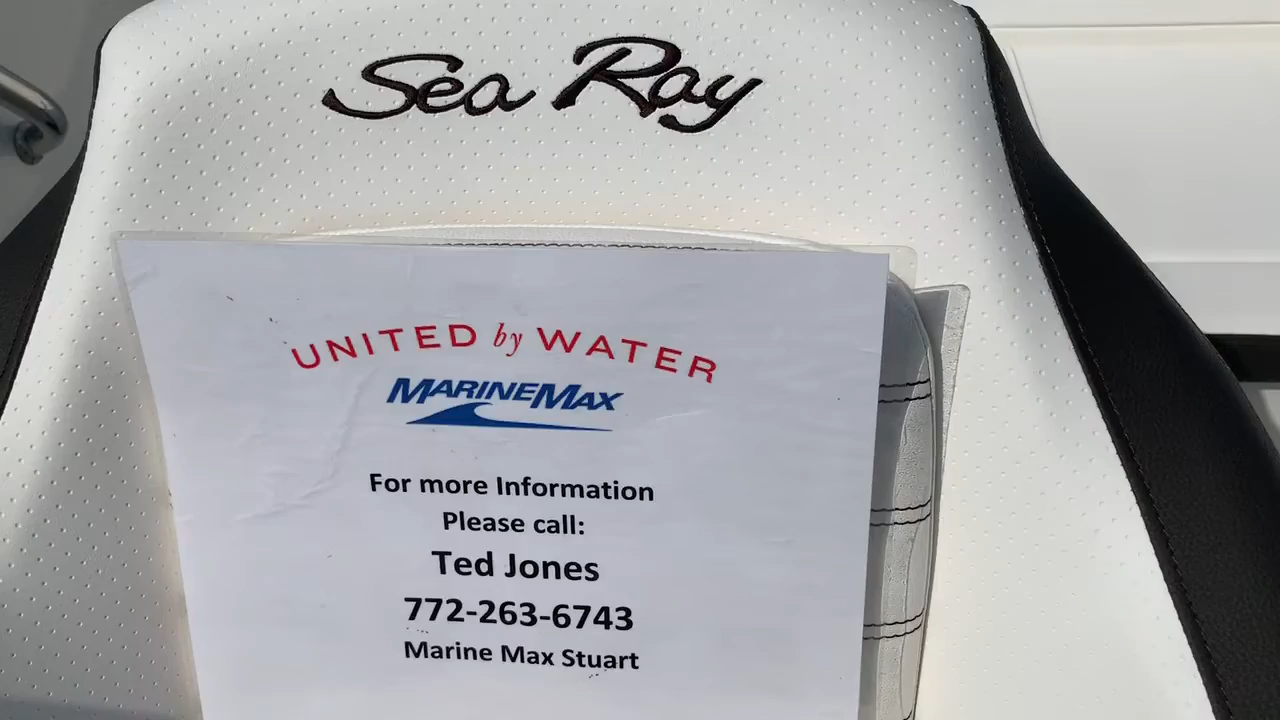 Sea Ray
UNITED by WATER
MARINEMAX
For more Information
Please call:
Ted Jones
772-263-6743
Marine Max Stuart